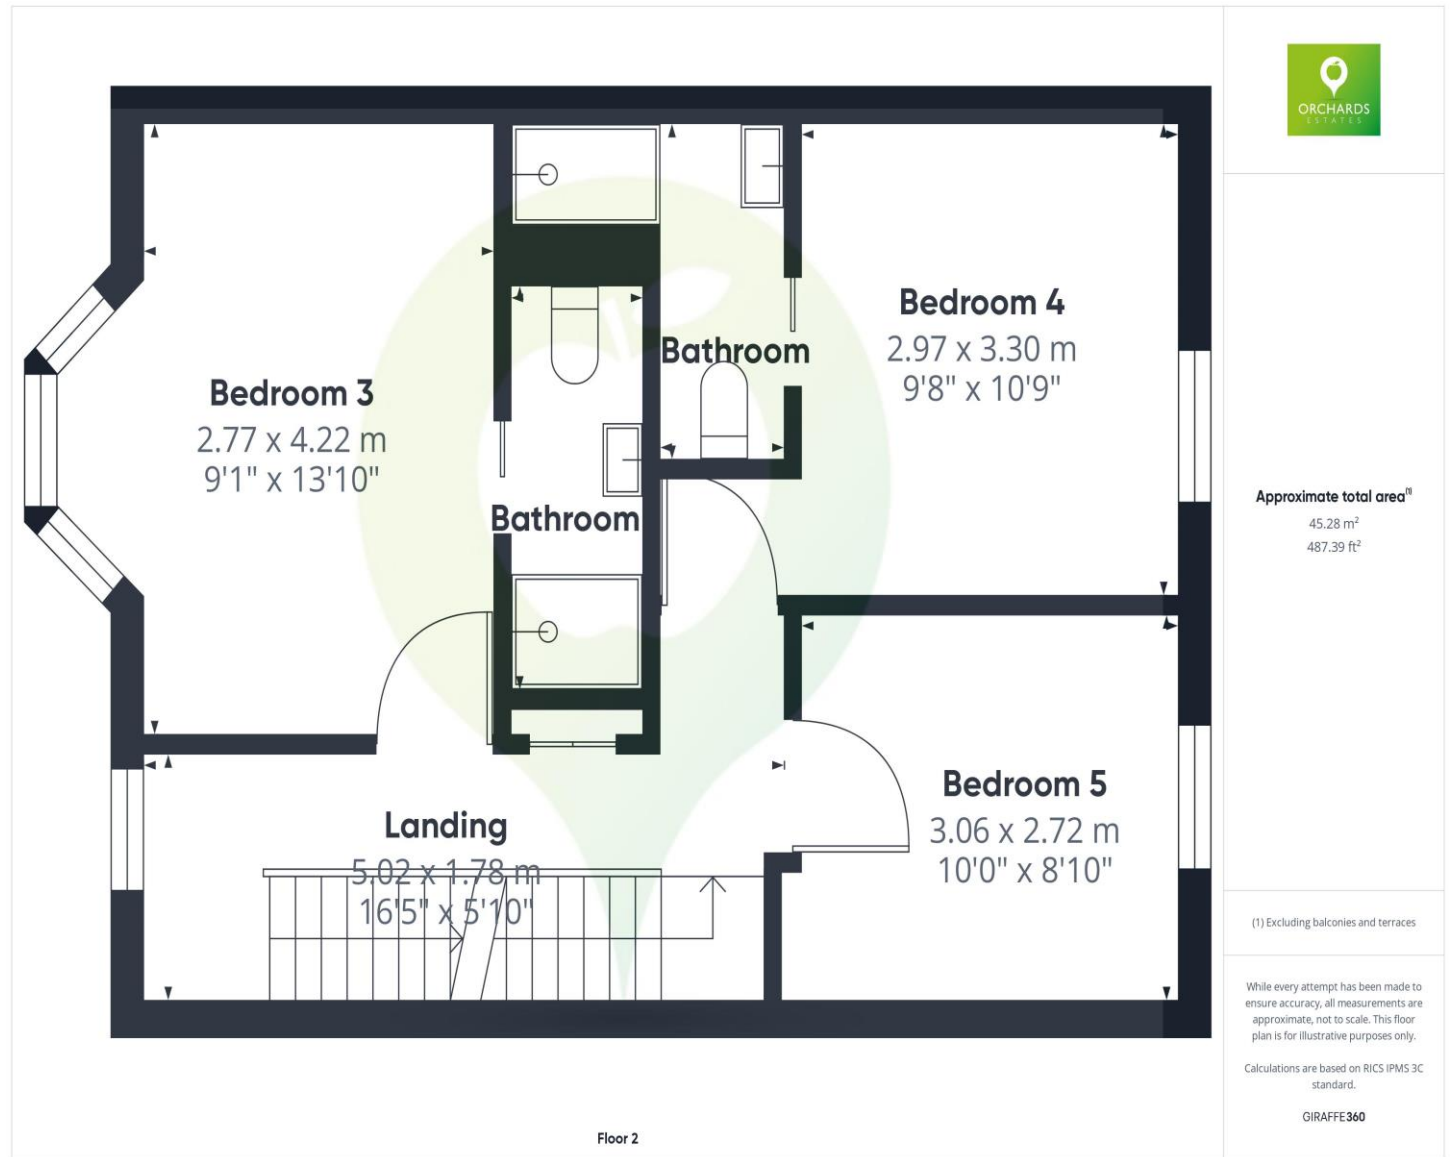 ORCHARDS
ESTATES
Bedroom 3
2.77 x 4.22 m
9'1" x 13'10"
Bathroom
Bathroom
Bedroom 4
2.97 x 3.30 m
9'8" x 10'9"
Landing
5.02 x 1.78 m
16'5" x 5'10"
Bedroom 5
3.06 x 2.72 m
10'0" x 8'10"
Approximate total area⁽¹⁾
45.28 m²
487.39 ft²
(1) Excluding balconies and terraces
While every attempt has been made to
ensure accuracy, all measurements are
approximate, not to scale. This floor
plan is for illustrative purposes only.
Calculations are based on RICS IPMS 3C
standard.
GIRAFFE360
Floor 2